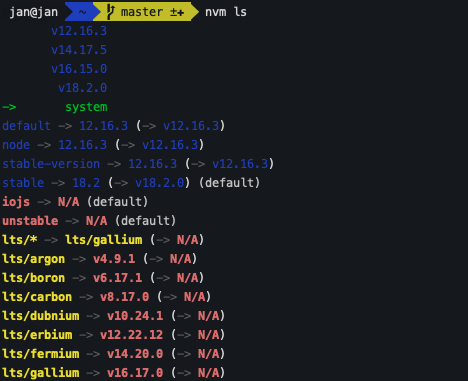 jan@jan ~ master ±+ nvm ls
v12.16.3
v14.17.5
v16.15.0
v18.2.0
-> system
default -> 12.16.3 (-> v12.16.3)
node -> 12.16.3 (-> v12.16.3)
stable-version -> 12.16.3 (-> v12.16.3)
stable -> 18.2 (-> v18.2.0) (default)
iojs -> N/A (default)
unstable -> N/A (default)
lts/* -> lts/gallium (-> N/A)
lts/argon -> v4.9.1 (-> N/A)
lts/boron -> v6.17.1 (-> N/A)
lts/carbon -> v8.17.0 (-> N/A)
lts/dubnium -> v10.24.1 (-> N/A)
lts/erbium -> v12.22.12 (-> N/A)
lts/fermium -> v14.20.0 (-> N/A)
lts/gallium -> v16.17.0 (-> N/A)